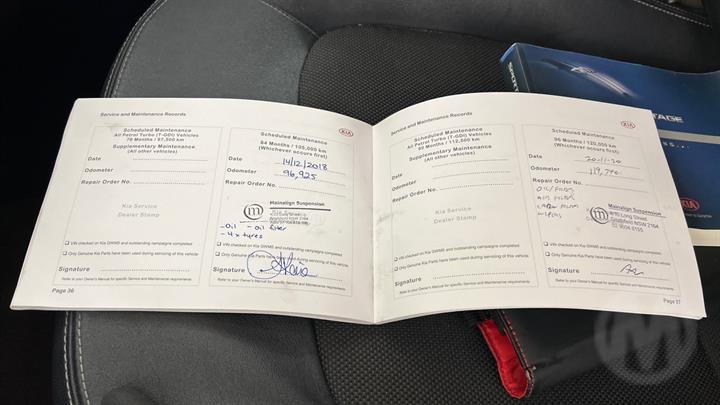 Service and Maintenance Records
Scheduled Maintenance
All Petrol Turbo (T-GDi) Vehicles
78 Months / 97,500 km
Supplementary Maintenance
(All other vehicles)
Date
Odometer
Repair Order No.
Kia Service
Dealer Stamp
VIN checked on Kia GWMS and outstanding campaigns completed
Only Genuine Kia Parts have been used during servicing of this vehicle.
Signature
Refer to your Owner's Manual for specific Service and Maintenance requirements
Page 36
KIA
Scheduled Maintenance
84 Months / 105,000 km
(Whichever occurs first)
Date 14/12/2018
Odometer 96,925
Repair Order No.
m Mainalign Suspension
-oil -oil filter
-4x tyres
VIN checked on Kia GWMS and outstanding campaigns completed
Only Genuine Kia Parts have been used during servicing of this vehicle.
Signature
Refer to your Owner's Manual for specific Service and Maintenance requirements
Service and Maintenance Records
Scheduled Maintenance
All Petrol Turbo (T-GDi) Vehicles
90 Months / 112,500 km
Supplementary Maintenance
(All other vehicles)
Date
Odometer
Repair Order No.
Kia Service
Dealer Stamp
VIN checked on Kia GWMS and outstanding campaigns completed
Only Genuine Kia Parts have been used during servicing of this vehicle.
Signature
Refer to your Owner's Manual for specific Service and Maintenance requirements
KIA
Scheduled Maintenance
96 Months / 120,000 km
(Whichever occurs first)
Date 20-11-20
Odometer
Repair Order No.
m Mainalign Suspension
Long Street
Smithfield NSW 2164
VIN checked on Kia GWMS and outstanding campaigns completed
Only Genuine Kia Parts have been used during servicing of this vehicle.
Signature
Refer to your Owner's Manual for specific Service and Maintenance requirements
Page 37
KIA